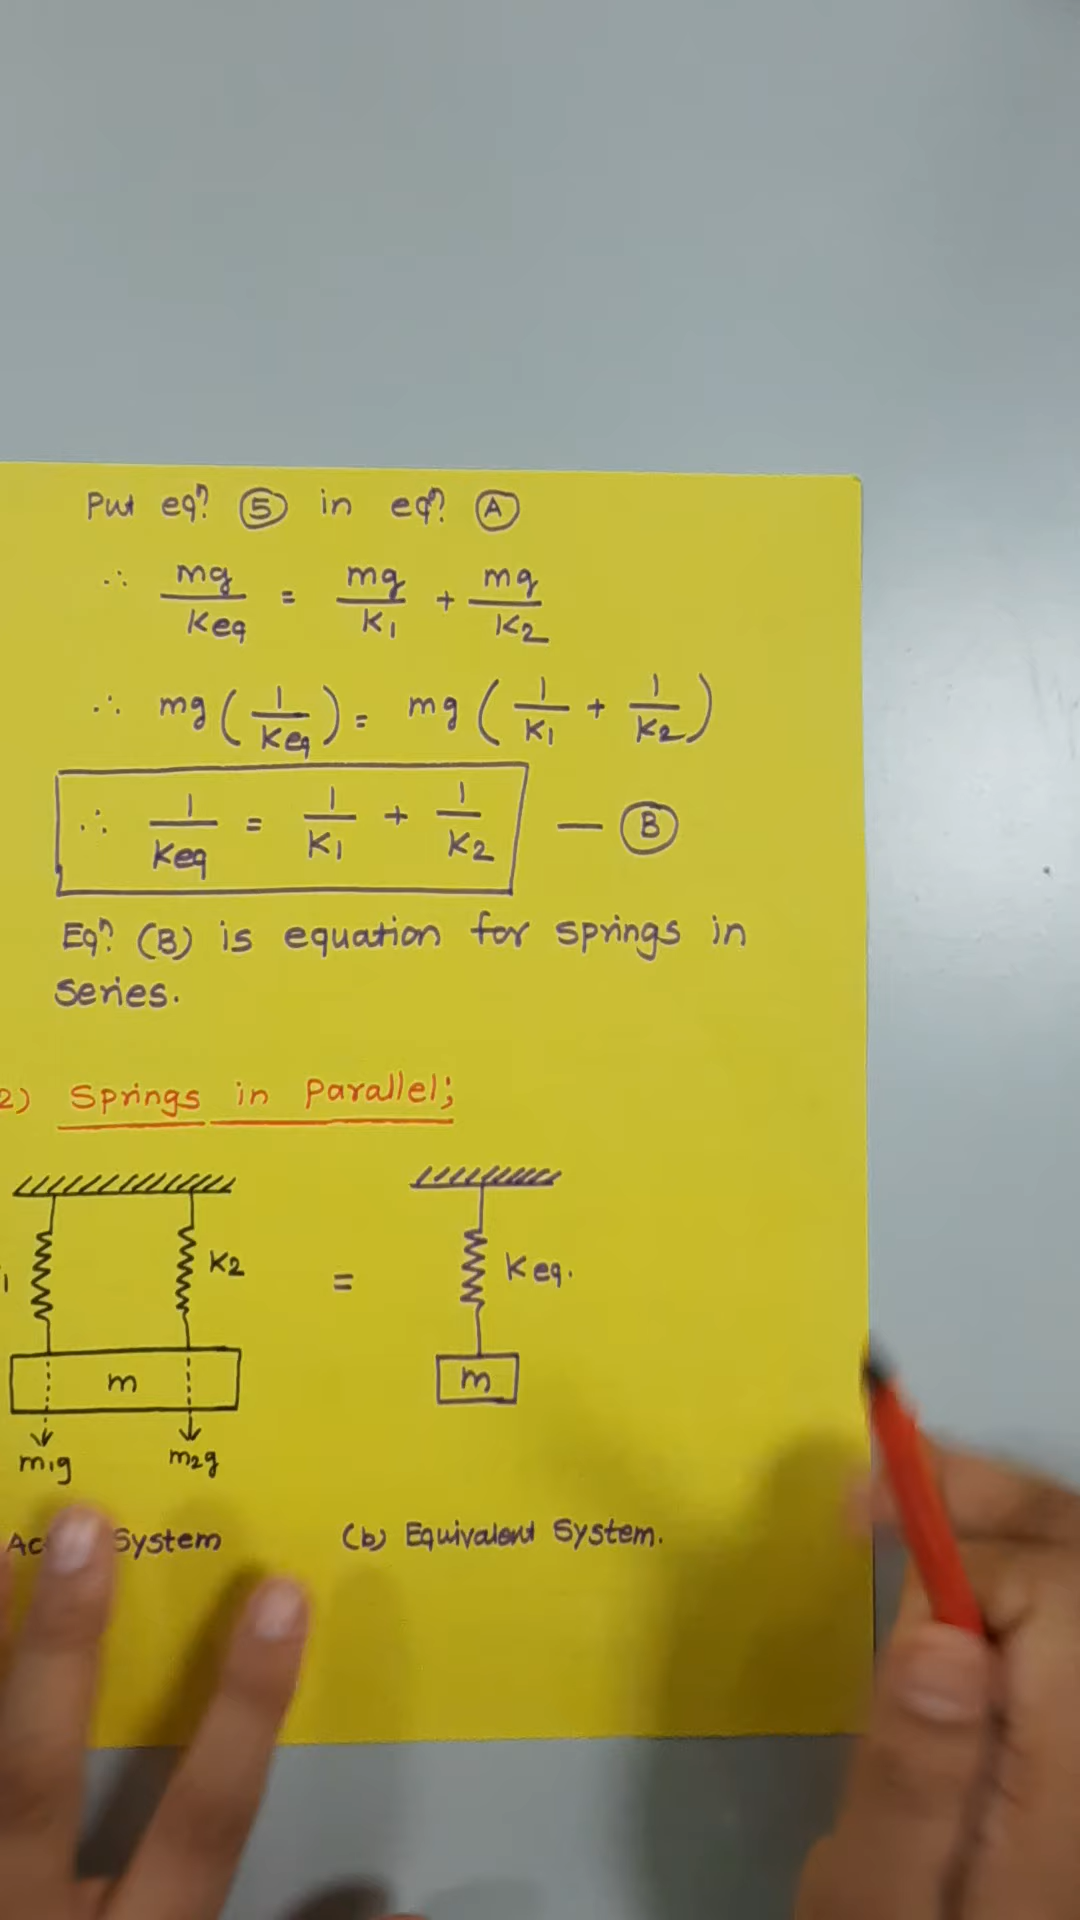 Put eqⁿ. ⑤ in eqⁿ. Ⓐ
∴ mg/Keq = mg/K₁ + mg/K₂
∴ mg(1/Keq) = mg(1/K₁ + 1/K₂)
∴ 1/Keq = 1/K₁ + 1/K₂ — Ⓑ
Eqⁿ. (B) is equation for springs in
series.
2) Springs in Parallel;
1 K2 = Keq.
m m
m₁g m₂g
System (b) Equivalent System.